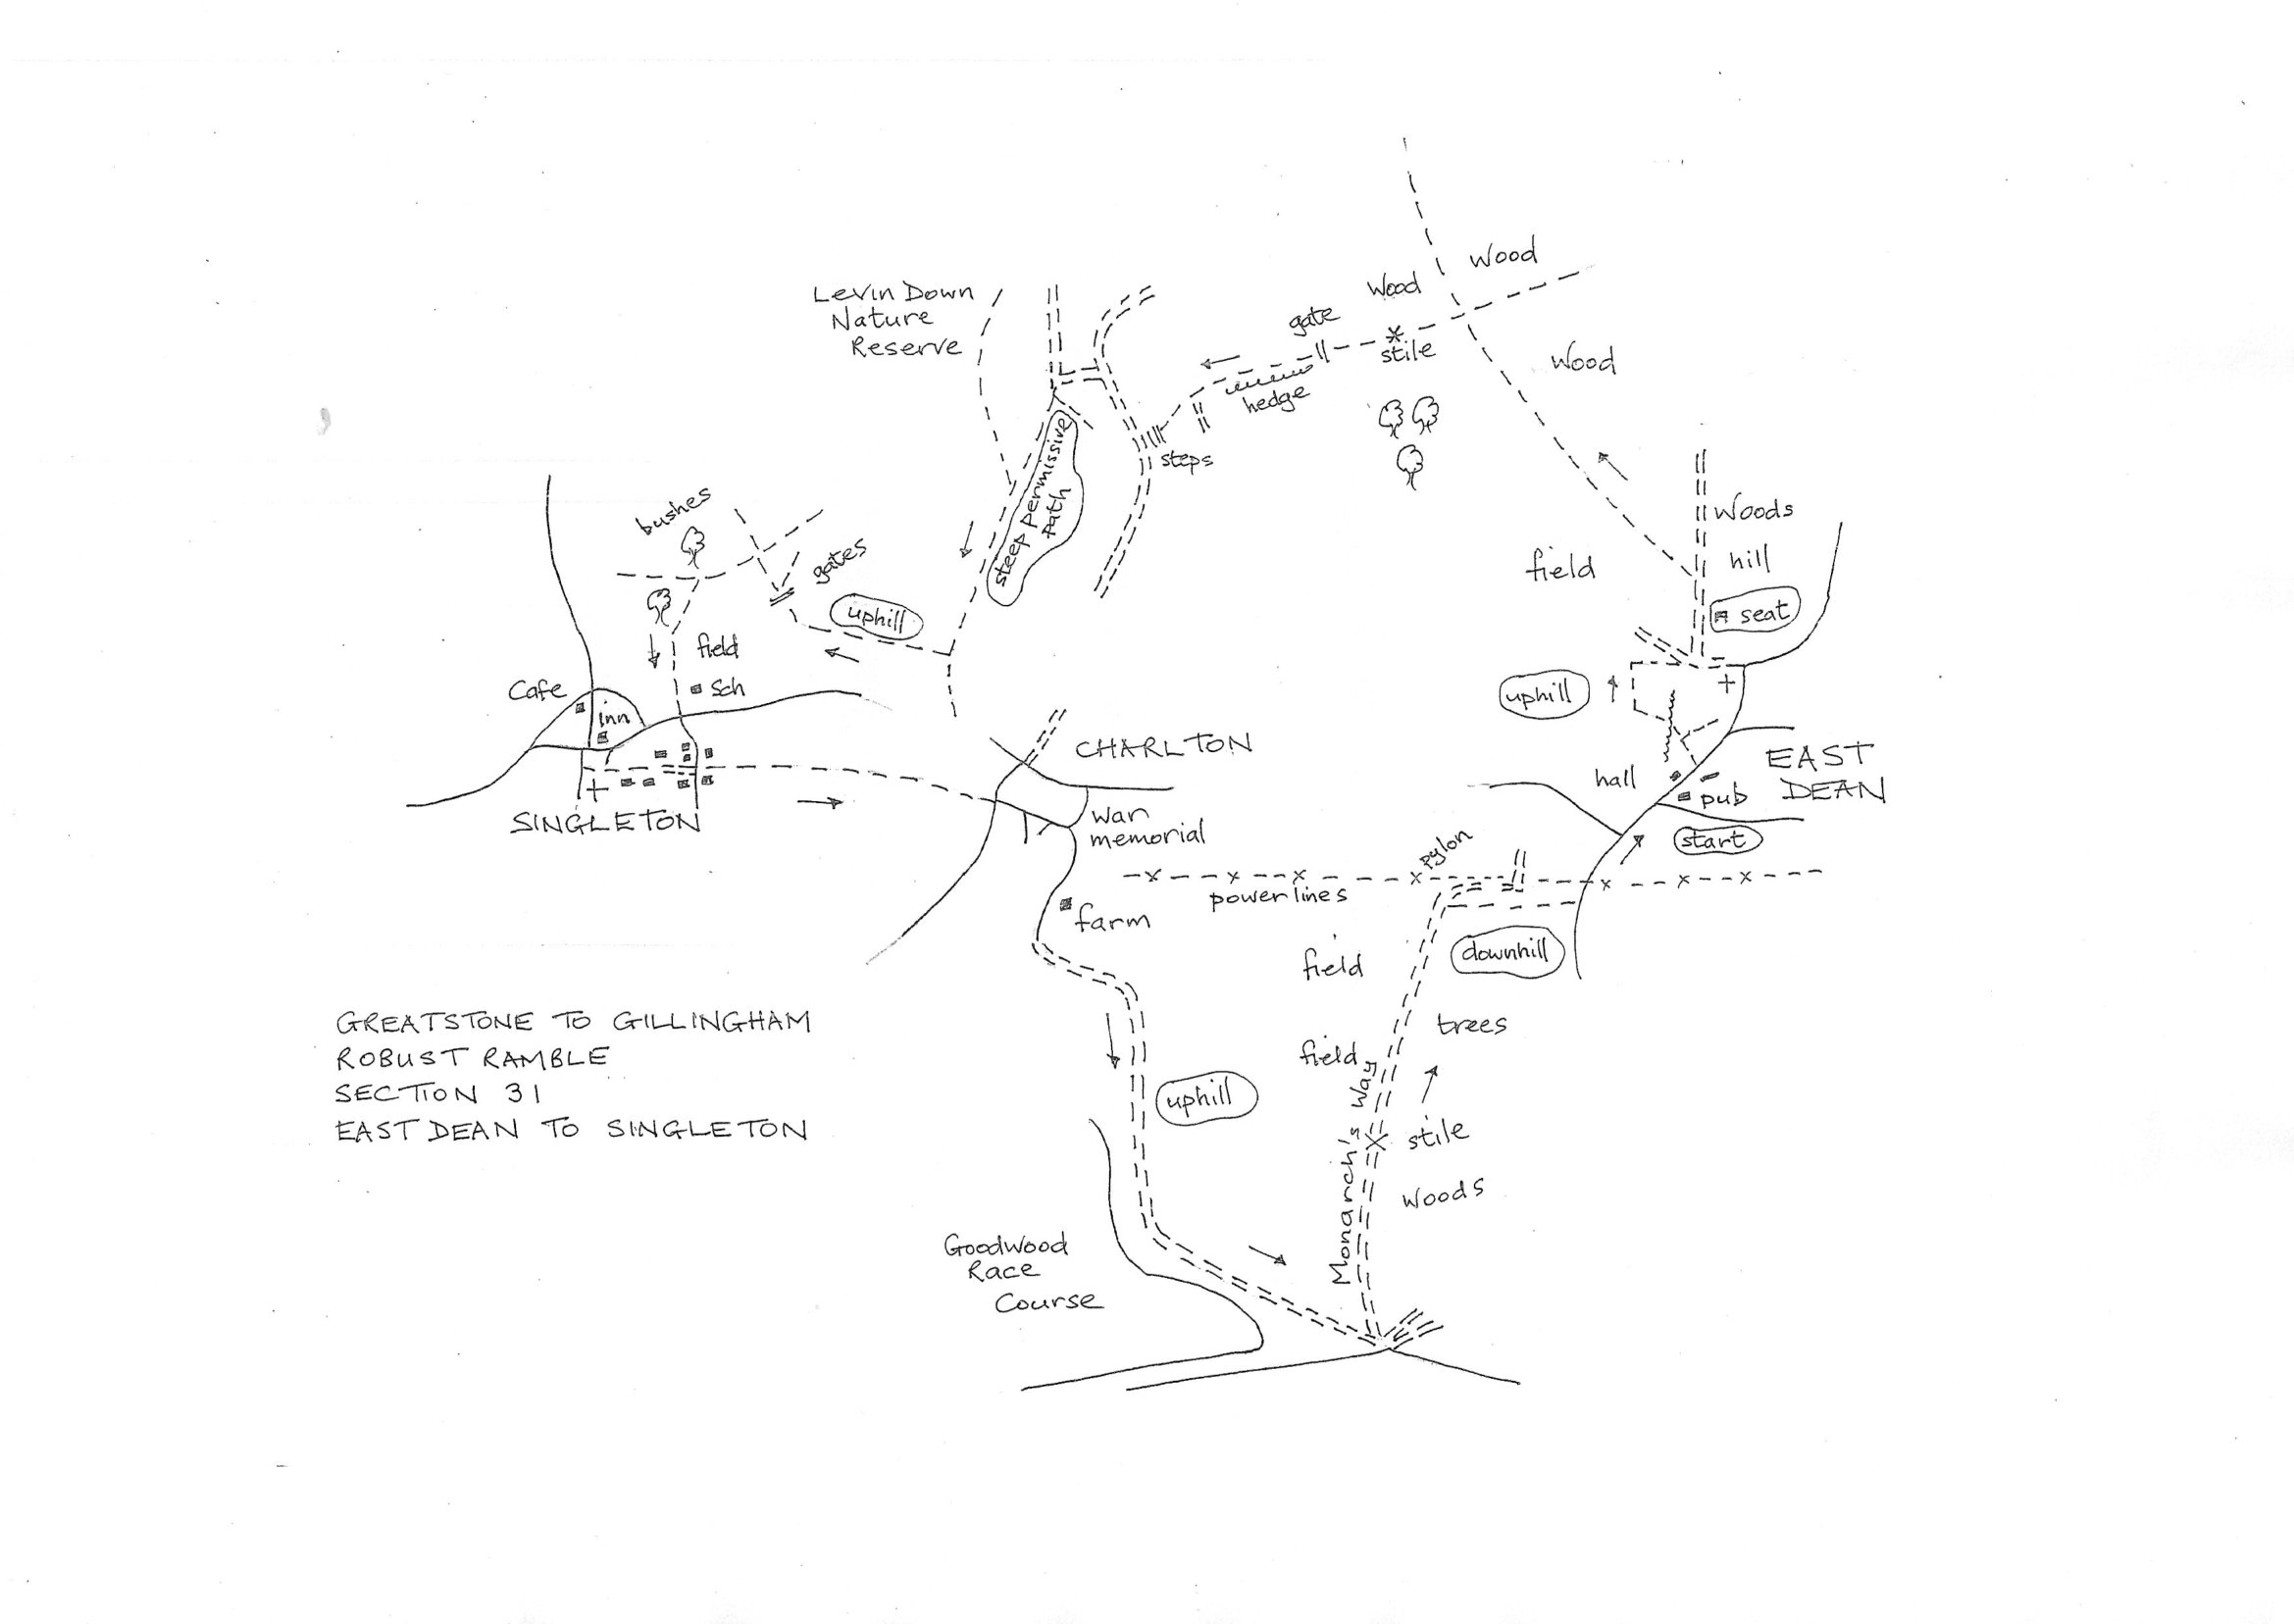 Wood
Wood
Levin Down
Nature
Reserve
gate
stile
Wood
hedge
steps
steep permissive
path
bushes
gates
uphill
field
Sch
Cafe
inn
SINGLETON
Woods
hill
field
seat
uphill
EAST
DEAN
hall
pub
start
CHARLTON
war
memorial
pylon
powerlines
farm
downhill
field
trees
field
Monarch's Way
stile
woods
uphill
Goodwood
Race
Course
GREATSTONE TO GILLINGHAM
ROBUST RAMBLE
SECTION 31
EAST DEAN TO SINGLETON